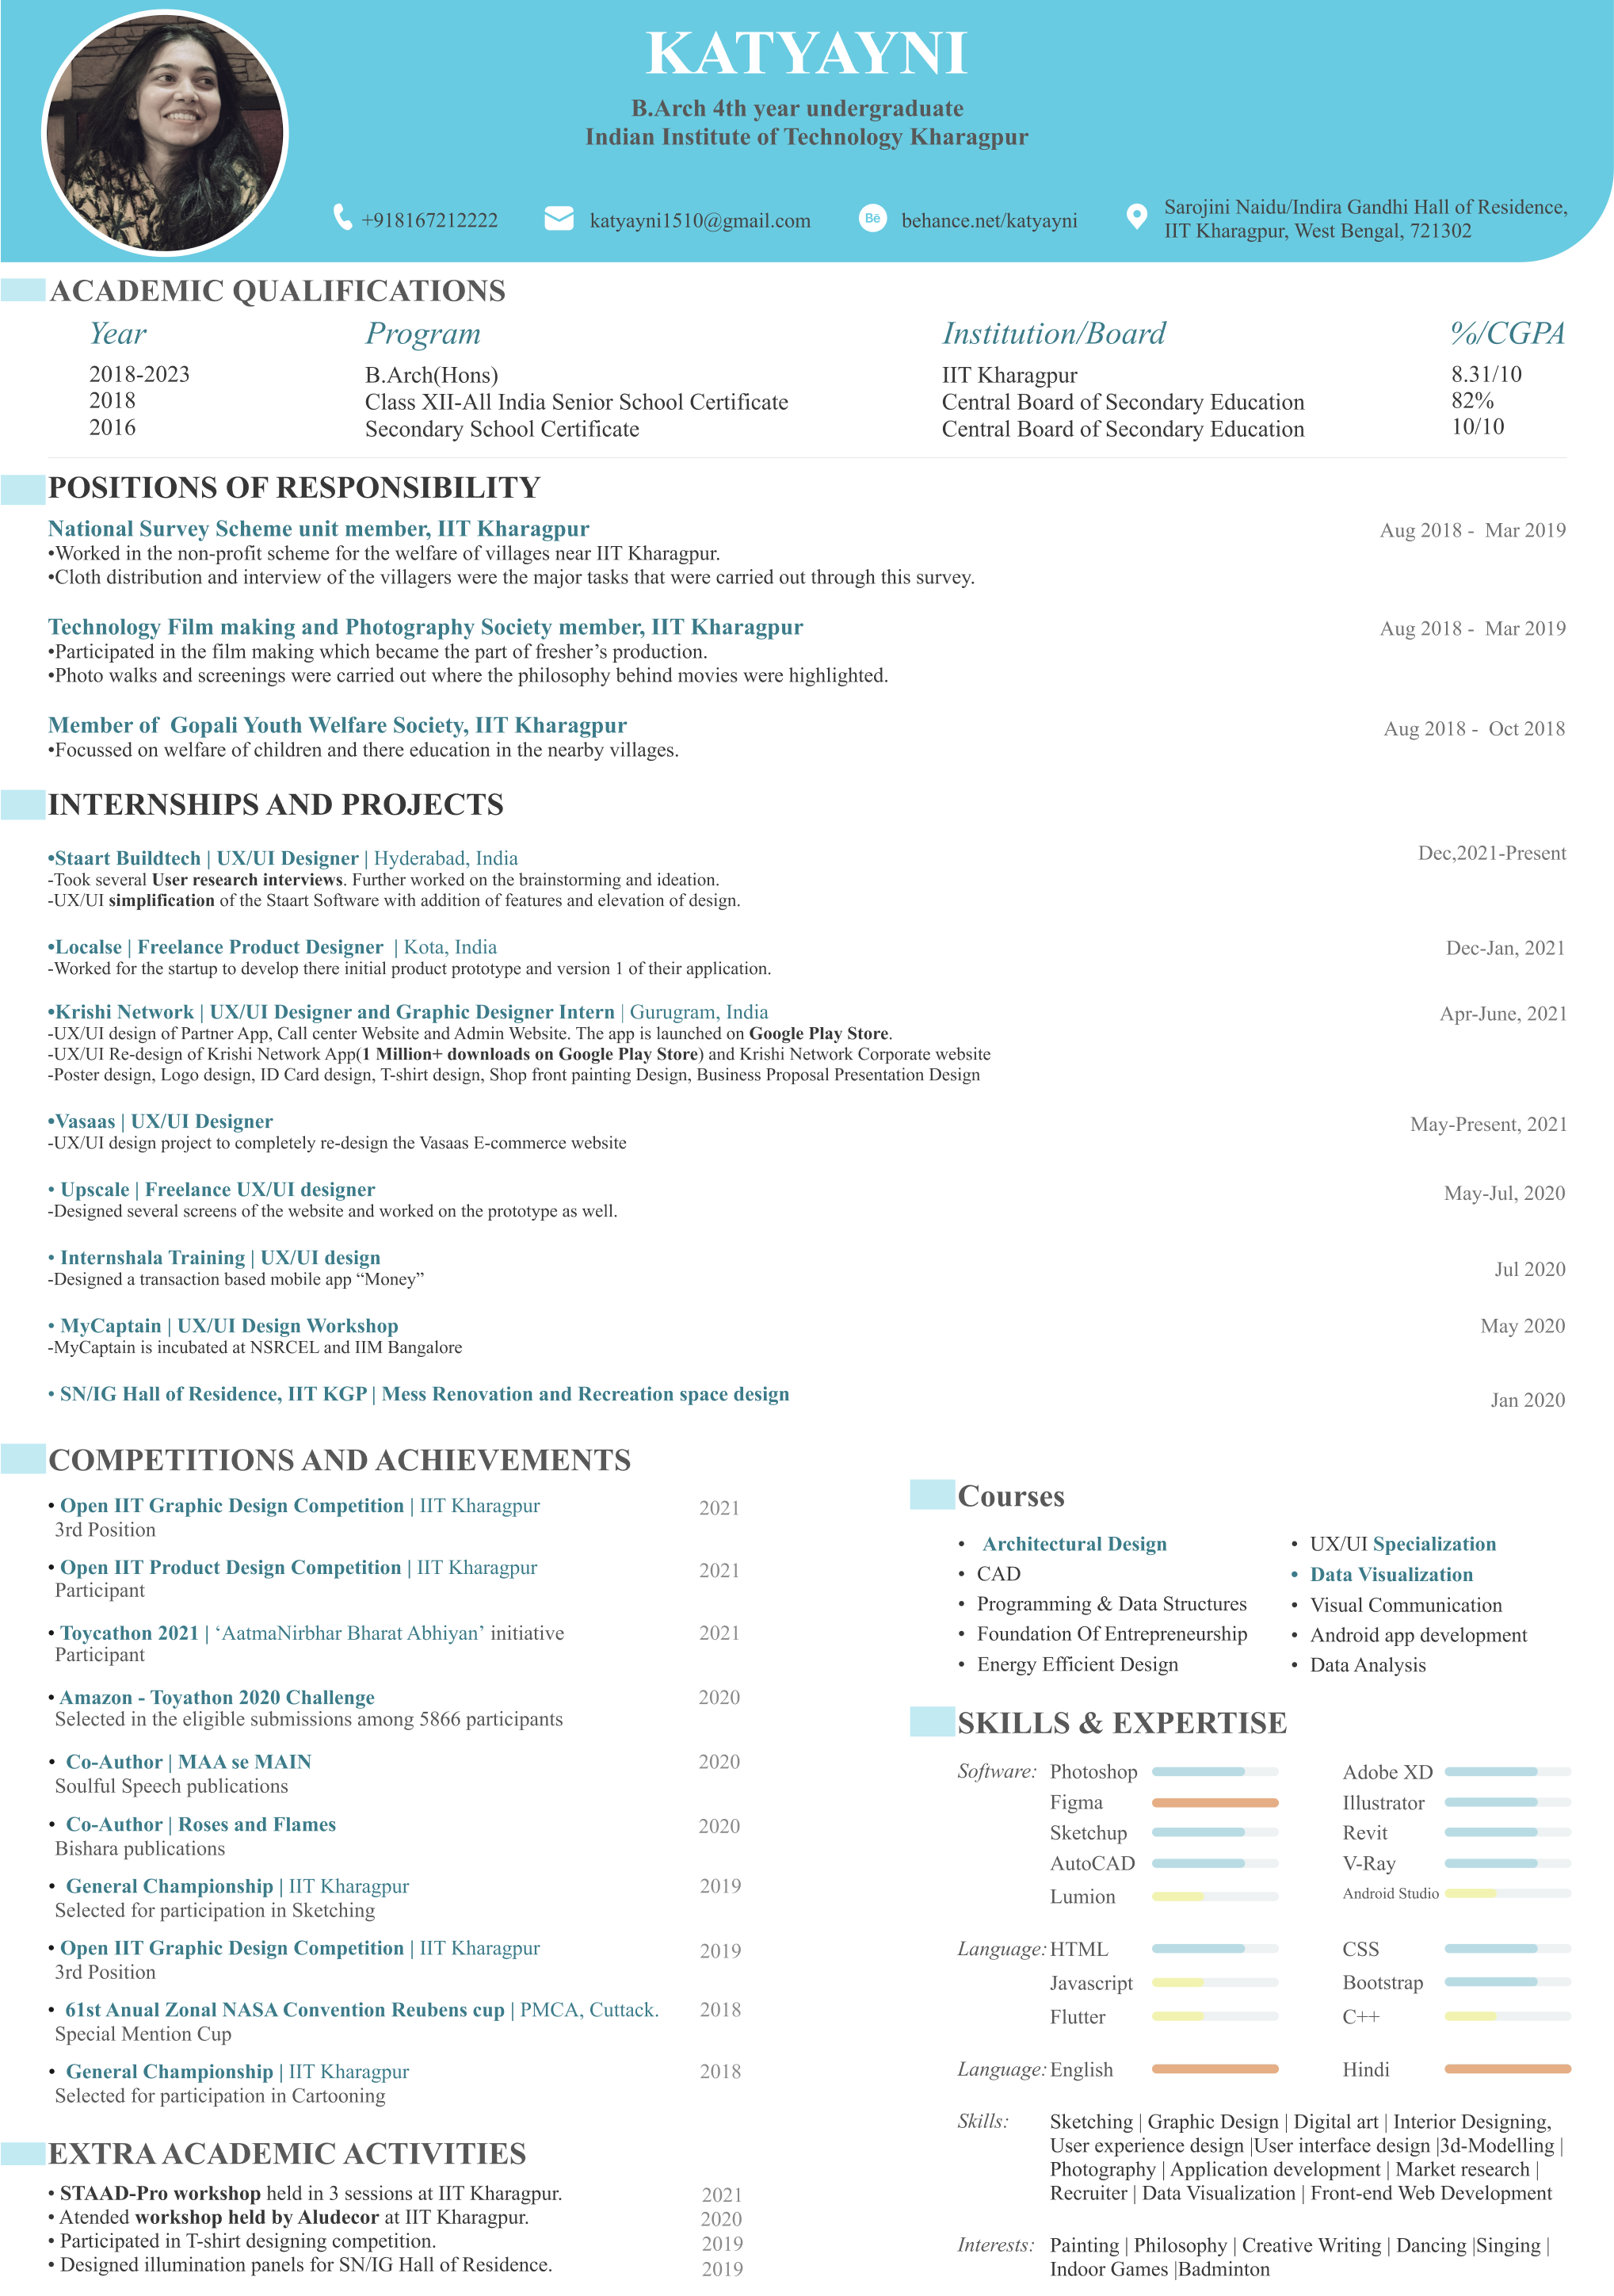 KATYAYNI
B.Arch 4th year undergraduate
Indian Institute of Technology Kharagpur
+918167212222
katyayni1510@gmail.com
Bē
behance.net/katyayni
Sarojini Naidu/Indira Gandhi Hall of Residence,
IIT Kharagpur, West Bengal, 721302
ACADEMIC QUALIFICATIONS
Year Program Institution/Board %/CGPA
2018-2023 B.Arch(Hons) IIT Kharagpur 8.31/10
2018 Class XII-All India Senior School Certificate Central Board of Secondary Education 82%
2016 Secondary School Certificate Central Board of Secondary Education 10/10
POSITIONS OF RESPONSIBILITY
National Survey Scheme unit member, IIT Kharagpur Aug 2018 - Mar 2019
•Worked in the non-profit scheme for the welfare of villages near IIT Kharagpur.
•Cloth distribution and interview of the villagers were the major tasks that were carried out through this survey.
Technology Film making and Photography Society member, IIT Kharagpur Aug 2018 - Mar 2019
•Participated in the film making which became the part of fresher’s production.
•Photo walks and screenings were carried out where the philosophy behind movies were highlighted.
Member of Gopali Youth Welfare Society, IIT Kharagpur Aug 2018 - Oct 2018
•Focussed on welfare of children and there education in the nearby villages.
INTERNSHIPS AND PROJECTS
•Staart Buildtech | UX/UI Designer | Hyderabad, India Dec,2021-Present
-Took several User research interviews. Further worked on the brainstorming and ideation.
-UX/UI simplification of the Staart Software with addition of features and elevation of design.
•Localse | Freelance Product Designer | Kota, India Dec-Jan, 2021
-Worked for the startup to develop there initial product prototype and version 1 of their application.
•Krishi Network | UX/UI Designer and Graphic Designer Intern | Gurugram, India Apr-June, 2021
-UX/UI design of Partner App, Call center Website and Admin Website. The app is launched on Google Play Store.
-UX/UI Re-design of Krishi Network App(1 Million+ downloads on Google Play Store) and Krishi Network Corporate website
-Poster design, Logo design, ID Card design, T-shirt design, Shop front painting Design, Business Proposal Presentation Design
•Vasaas | UX/UI Designer May-Present, 2021
-UX/UI design project to completely re-design the Vasaas E-commerce website
• Upscale | Freelance UX/UI designer May-Jul, 2020
-Designed several screens of the website and worked on the prototype as well.
• Internshala Training | UX/UI design Jul 2020
-Designed a transaction based mobile app “Money”
• MyCaptain | UX/UI Design Workshop May 2020
-MyCaptain is incubated at NSRCEL and IIM Bangalore
• SN/IG Hall of Residence, IIT KGP | Mess Renovation and Recreation space design Jan 2020
COMPETITIONS AND ACHIEVEMENTS
• Open IIT Graphic Design Competition | IIT Kharagpur 2021
3rd Position
• Open IIT Product Design Competition | IIT Kharagpur 2021
Participant
• Toycathon 2021 | ‘AatmaNirbhar Bharat Abhiyan’ initiative 2021
Participant
• Amazon - Toyathon 2020 Challenge 2020
Selected in the eligible submissions among 5866 participants
• Co-Author | MAA se MAIN 2020
Soulful Speech publications
• Co-Author | Roses and Flames 2020
Bishara publications
• General Championship | IIT Kharagpur 2019
Selected for participation in Sketching
• Open IIT Graphic Design Competition | IIT Kharagpur 2019
3rd Position
• 61st Anual Zonal NASA Convention Reubens cup | PMCA, Cuttack. 2018
Special Mention Cup
• General Championship | IIT Kharagpur 2018
Selected for participation in Cartooning
EXTRA ACADEMIC ACTIVITIES
• STAAD-Pro workshop held in 3 sessions at IIT Kharagpur. 2021
• Atended workshop held by Aludecor at IIT Kharagpur. 2020
• Participated in T-shirt designing competition. 2019
• Designed illumination panels for SN/IG Hall of Residence. 2019
Courses
• Architectural Design • UX/UI Specialization
• CAD • Data Visualization
• Programming & Data Structures • Visual Communication
• Foundation Of Entrepreneurship • Android app development
• Energy Efficient Design • Data Analysis
SKILLS & EXPERTISE
Software: Photoshop Adobe XD
Figma Illustrator
Sketchup Revit
AutoCAD V-Ray
Lumion Android Studio
Language: HTML CSS
Javascript Bootstrap
Flutter C++
Language: English Hindi
Skills: Sketching | Graphic Design | Digital art | Interior Designing,
User experience design |User interface design |3d-Modelling |
Photography | Application development | Market research |
Recruiter | Data Visualization | Front-end Web Development
Interests: Painting | Philosophy | Creative Writing | Dancing |Singing |
Indoor Games |Badminton